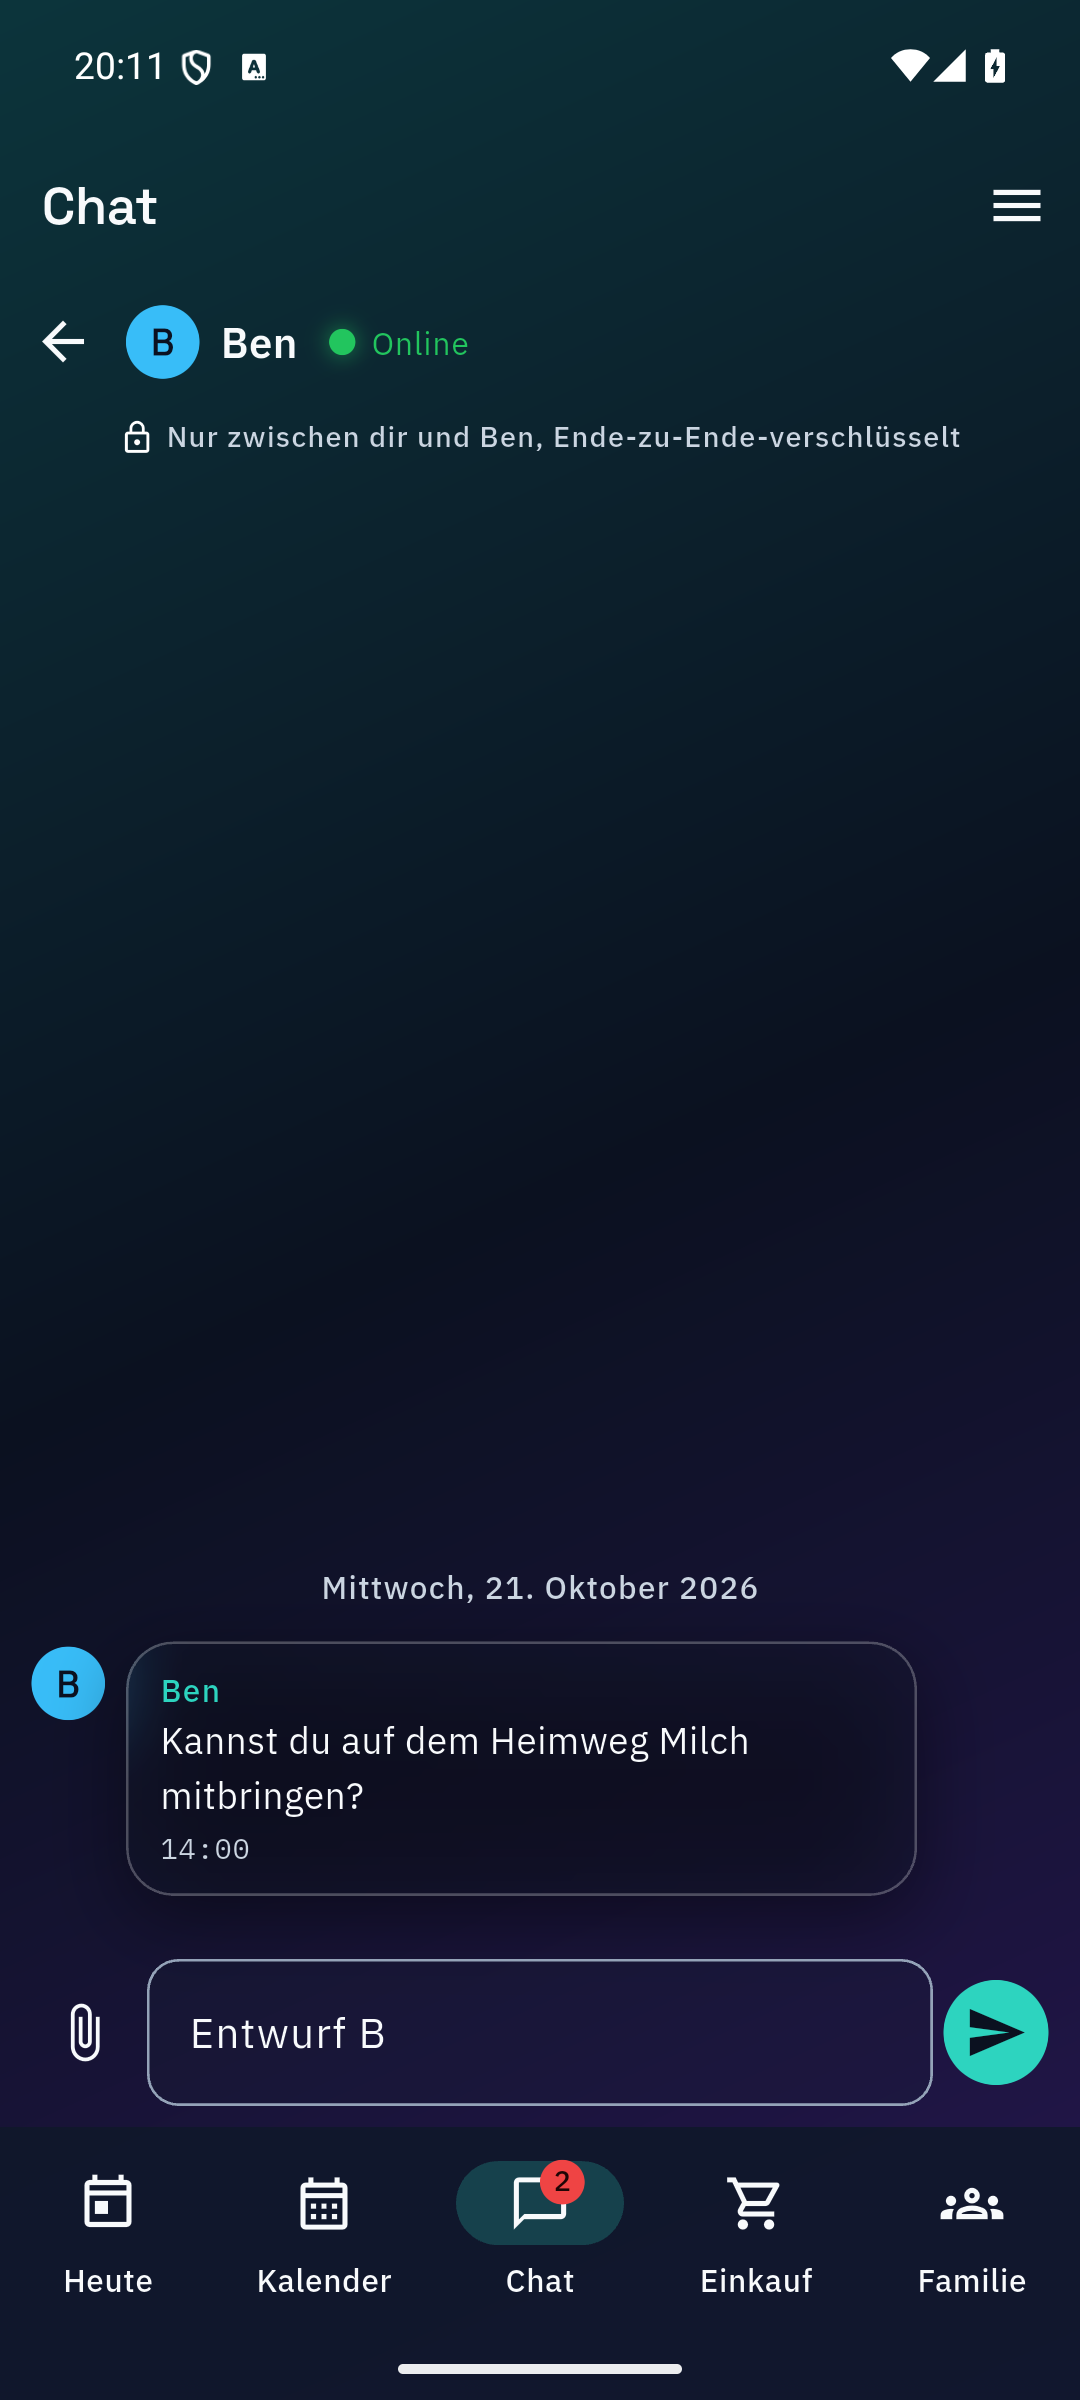 20:11
Chat
B Ben Online
Nur zwischen dir und Ben, Ende-zu-Ende-verschlüsselt
Mittwoch, 21. Oktober 2026
B
Ben
Kannst du auf dem Heimweg Milch
mitbringen?
14:00
Entwurf B
2
Heute Kalender Chat Einkauf Familie